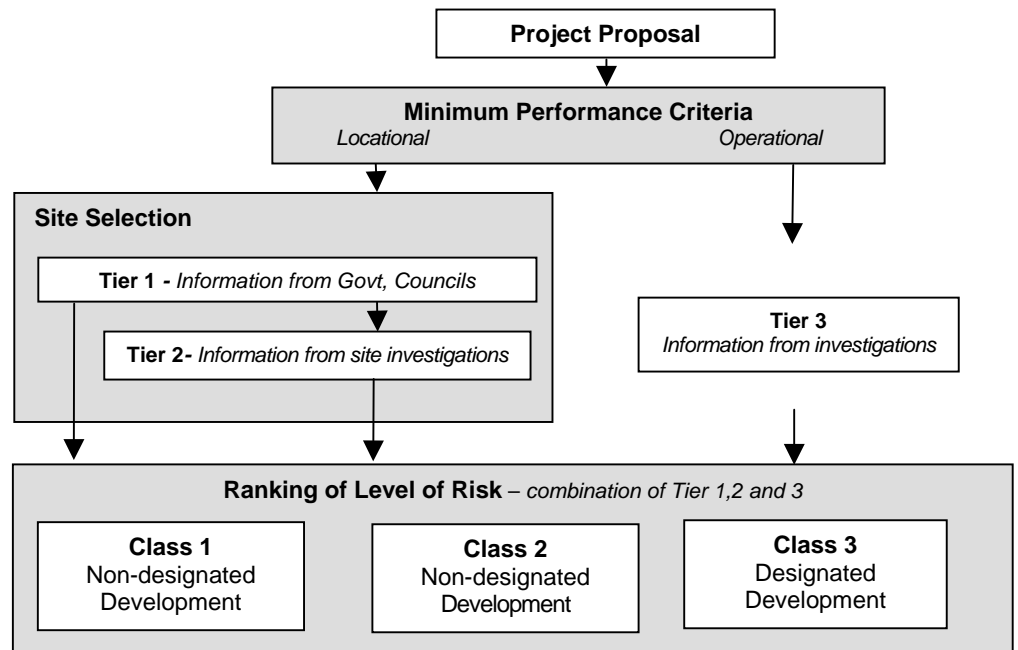 Project Proposal
Minimum Performance Criteria
Locational Operational
Site Selection
Tier 1 - Information from Govt, Councils
Tier 2- Information from site investigations
Tier 3
Information from investigations
Ranking of Level of Risk – combination of Tier 1,2 and 3
Class 1
Non-designated
Development
Class 2
Non-designated
Development
Class 3
Designated
Development